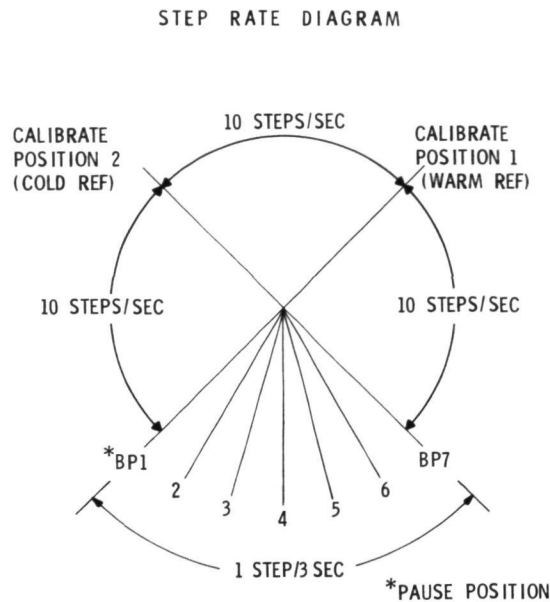 STEP RATE DIAGRAM
10 STEPS/SEC
CALIBRATE
POSITION 2
(COLD REF)
CALIBRATE
POSITION 1
(WARM REF)
10 STEPS/SEC
10 STEPS/SEC
*BP1
2
3
4
5
6
BP7
1 STEP/3 SEC
*PAUSE POSITION